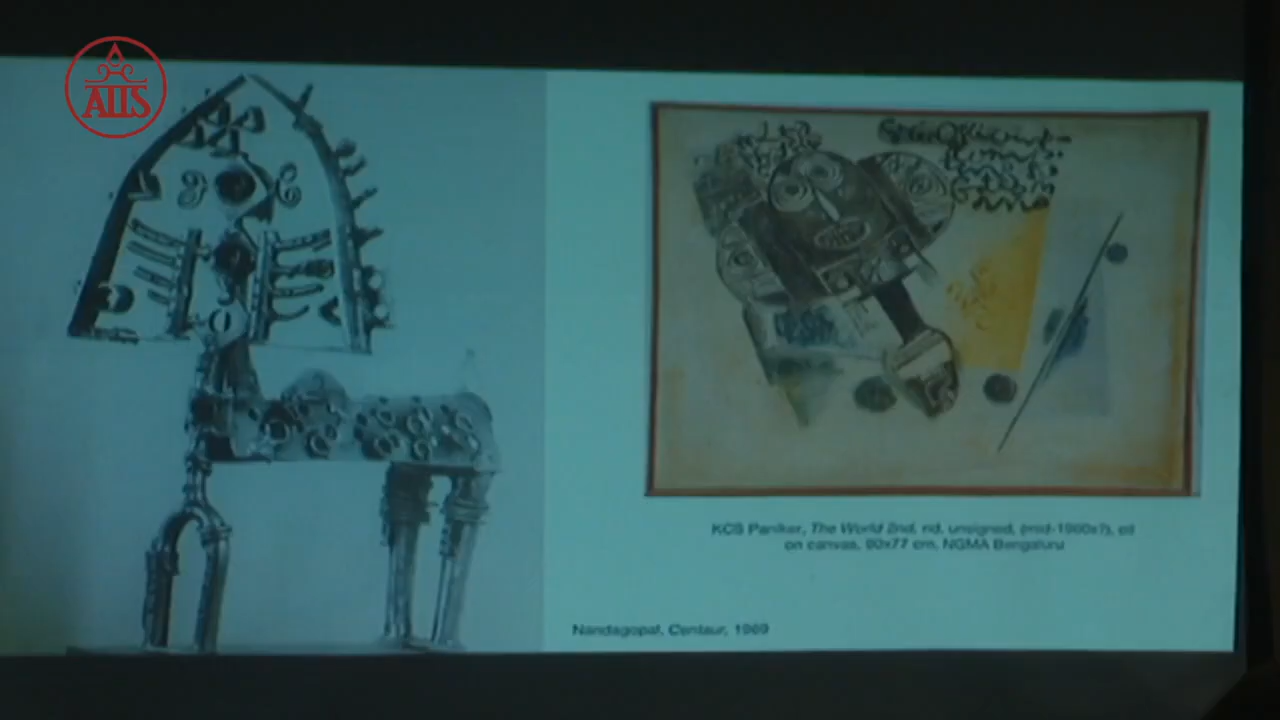 AIIS
KCS Paniker, The World 2nd, nd, unsigned, (mid-1960s?), oil
on canvas, 90x77 cm, NGMA Bengaluru
Nandagopal, Centaur, 1969